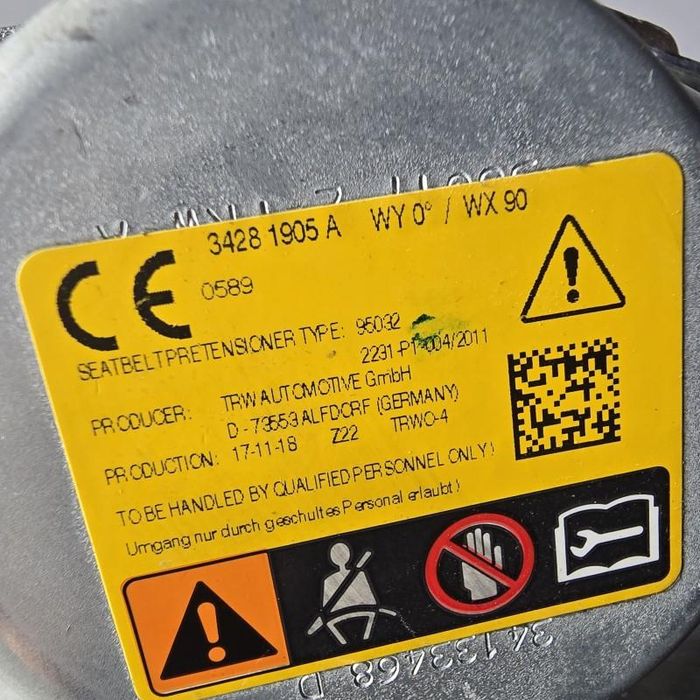 CE 3428 1905 A WY 0° / WX 90
0589
SEATBELTPRETENSIONER TYPE: 95032
2231-P1-004/2011
PRODUCER: TRW AUTOMOTIVE GmbH
D - 73553 ALFDORF (GERMANY)
PRODUCTION: 17-11-18 Z22 TRWO-4
TO BE HANDLED BY QUALIFIED PERSONNEL ONLY!
Umgang nur durch geschultes Personal erlaubt!
34133468 D